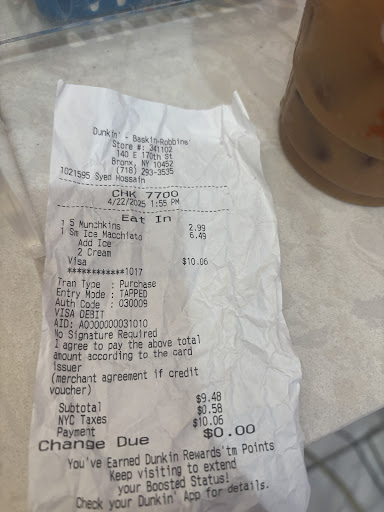 Dunkin' - Baskin-Robbins'
Store #: 341102
140 E 170th St
Bronx, NY 10452
(718) 293-3535
1021595 Syed Hossain
CHK 7700
4/22/2025 1:55 PM
Eat In
1 5 Munchkins 2.99
1 Sm Ice Macchiato 6.49
Add Ice
2 Cream
Visa $10.06
************1017
Tran Type : Purchase
Entry Mode : TAPPED
Auth Code : 030009
VISA DEBIT
AID: A0000000031010
No Signature Required
I agree to pay the above total
amount according to the card
issuer
(merchant agreement if credit
voucher)
Subtotal $9.48
NYC Taxes $0.58
Payment $10.06
Change Due $0.00
You've Earned Dunkin Rewards'tm Points
Keep visiting to extend
your Boosted Status!
Check your Dunkin' App for details.